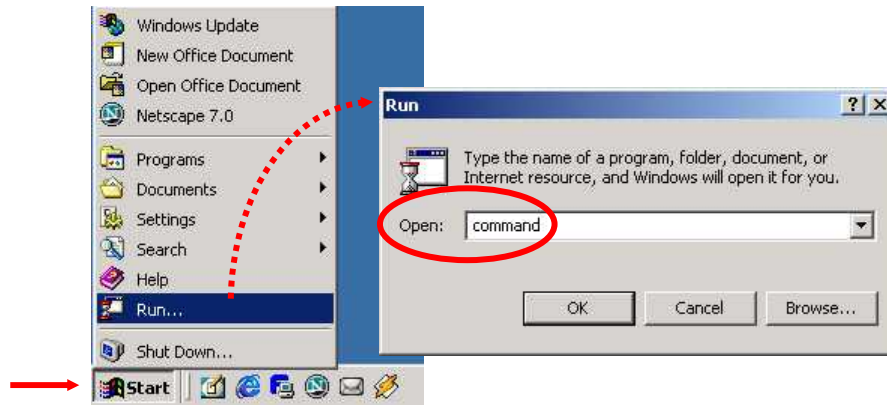 Windows Update
New Office Document
Open Office Document
Netscape 7.0
Programs
Documents
Settings
Search
Help
Run...
Shut Down...
Start
Run
Type the name of a program, folder, document, or
Internet resource, and Windows will open it for you.
Open: command
OK Cancel Browse...